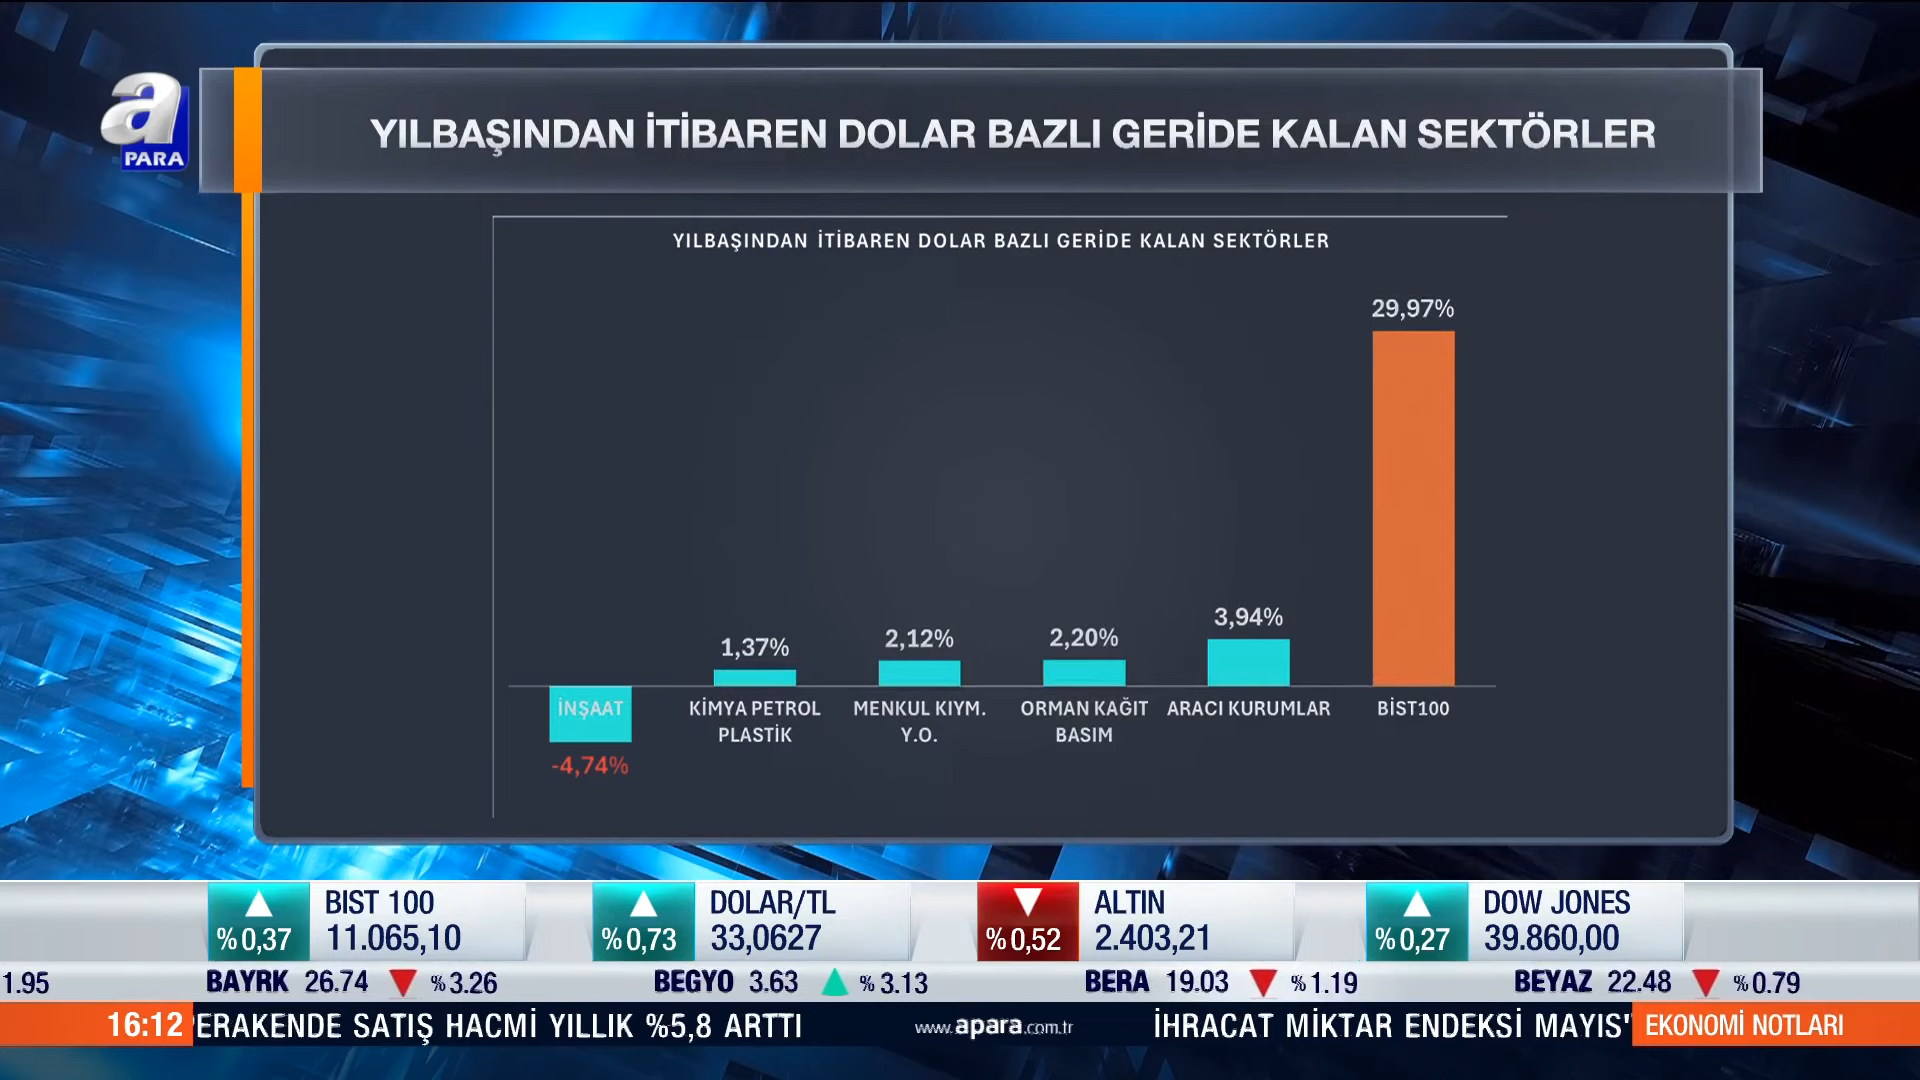 a
PARA
YILBAŞINDAN İTİBAREN DOLAR BAZLI GERİDE KALAN SEKTÖRLER
YILBAŞINDAN İTİBAREN DOLAR BAZLI GERİDE KALAN SEKTÖRLER
29,97%
3,94%
2,20%
2,12%
1,37%
İNŞAAT
KİMYA PETROL
PLASTİK
MENKUL KIYM.
Y.O.
ORMAN KAĞIT
BASIM
ARACI KURUMLAR
BİST100
-4,74%
%0,37 BIST 100
11.065,10
%0,73 DOLAR/TL
33,0627
%0,52 ALTIN
2.403,21
%0,27 DOW JONES
39.860,00
1.95 BAYRK 26.74 %3.26 BEGYO 3.63 %3.13 BERA 19.03 %1.19 BEYAZ 22.48 %0.79
16:12 PERAKENDE SATIŞ HACMİ YILLIK %5,8 ARTTI www.apara.com.tr İHRACAT MİKTAR ENDEKSİ MAYIS' EKONOMİ NOTLARI